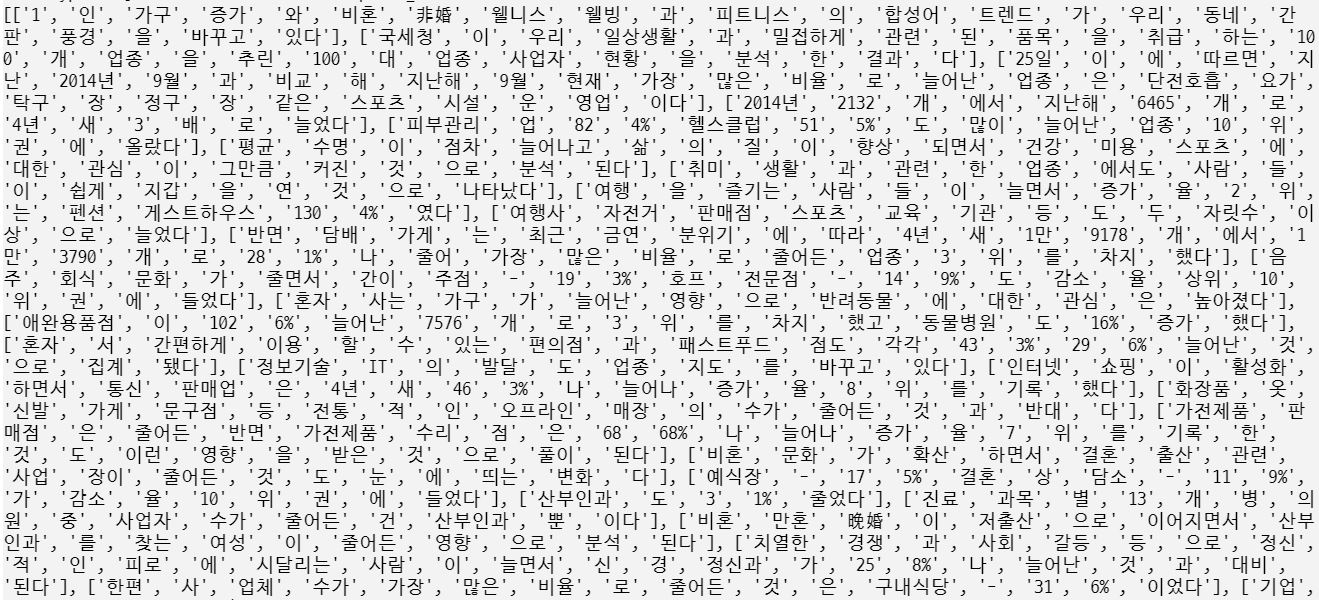 [['1', '인', '가구', '증가', '와', '비혼', '非婚', '웰니스', '웰빙', '과', '피트니스', '의', '합성어', '트렌드', '가', '우리', '동네', '간
판', '풍경', '을', '바꾸고', '있다'], ['국세청', '이', '우리', '일상생활', '과', '밀접하게', '관련', '된', '품목', '을', '취급', '하는', '10
0', '개', '업종', '을', '추린', '100', '대', '업종', '사업자', '현황', '을', '분석', '한', '결과', '다'], ['25일', '이', '에', '따르면', '지
난', '2014년', '9월', '과', '비교', '해', '지난해', '9월', '현재', '가장', '많은', '비율', '로', '늘어난', '업종', '은', '단전호흡', '요가',
'탁구', '장', '정구', '장', '같은', '스포츠', '시설', '운', '영업', '이다'], ['2014년', '2132', '개', '에서', '지난해', '6465', '개', '로',
'4년', '새', '3', '배', '로', '늘었다'], ['피부관리', '업', '82', '4%', '헬스클럽', '51', '5%', '도', '많이', '늘어난', '업종', '10', '위',
'권', '에', '올랐다'], ['평균', '수명', '이', '점차', '늘어나고', '삶', '의', '질', '이', '향상', '되면서', '건강', '미용', '스포츠', '에',
'대한', '관심', '이', '그만큼', '커진', '것', '으로', '분석', '된다'], ['취미', '생활', '과', '관련', '한', '업종', '에서도', '사람', '들',
'이', '쉽게', '지갑', '을', '연', '것', '으로', '나타났다'], ['여행', '을', '즐기는', '사람', '들', '이', '늘면서', '증가', '율', '2', '위',
'는', '펜션', '게스트하우스', '130', '4%', '였다'], ['여행사', '자전거', '판매점', '스포츠', '교육', '기관', '등', '도', '두', '자릿수', '이
상', '으로', '늘었다'], ['반면', '담배', '가게', '는', '최근', '금연', '분위기', '에', '따라', '4년', '새', '1만', '9178', '개', '에서', '1
만', '3790', '개', '로', '28', '1%', '나', '줄어', '가장', '많은', '비율', '로', '줄어든', '업종', '3', '위', '를', '차지', '했다'], ['음
주', '회식', '문화', '가', '줄면서', '간이', '주점', '-', '19', '3%', '호프', '전문점', '-', '14', '9%', '도', '감소', '율', '상위', '10',
'위', '권', '에', '들었다'], ['혼자', '사는', '가구', '가', '늘어난', '영향', '으로', '반려동물', '에', '대한', '관심', '은', '높아졌다'],
['애완용품점', '이', '102', '6%', '늘어난', '7576', '개', '로', '3', '위', '를', '차지', '했고', '동물병원', '도', '16%', '증가', '했다'],
['혼자', '서', '간편하게', '이용', '할', '수', '있는', '편의점', '과', '패스트푸드', '점도', '각각', '43', '3%', '29', '6%', '늘어난', '것',
'으로', '집계', '됐다'], ['정보기술', 'IT', '의', '발달', '도', '업종', '지도', '를', '바꾸고', '있다'], ['인터넷', '쇼핑', '이', '활성화',
'하면서', '통신', '판매업', '은', '4년', '새', '46', '3%', '나', '늘어나', '증가', '율', '8', '위', '를', '기록', '했다'], ['화장품', '옷',
'신발', '가게', '문구점', '등', '전통', '적', '인', '오프라인', '매장', '의', '수가', '줄어든', '것', '과', '반대', '다'], ['가전제품', '판
매점', '은', '줄어든', '반면', '가전제품', '수리', '점', '은', '68', '68%', '나', '늘어나', '증가', '율', '7', '위', '를', '기록', '한',
'것', '도', '이런', '영향', '을', '받은', '것', '으로', '풀이', '된다'], ['비혼', '문화', '가', '확산', '하면서', '결혼', '출산', '관련',
'사업', '장이', '줄어든', '것', '도', '눈', '에', '띄는', '변화', '다'], ['예식장', '-', '17', '5%', '결혼', '상', '담소', '-', '11', '9%',
'가', '감소', '율', '10', '위', '권', '에', '들었다'], ['산부인과', '도', '3', '1%', '줄었다'], ['진료', '과목', '별', '13', '개', '병', '의
원', '중', '사업자', '수가', '줄어든', '건', '산부인과', '뿐', '이다'], ['비혼', '만혼', '晩婚', '이', '저출산', '으로', '이어지면서', '산부
인과', '를', '찾는', '여성', '이', '줄어든', '영향', '으로', '분석', '된다'], ['치열한', '경쟁', '과', '사회', '갈등', '등', '으로', '정신',
'적', '인', '피로', '에', '시달리는', '사람', '이', '늘면서', '신', '경', '정신과', '가', '25', '8%', '나', '늘어난', '것', '과', '대비',
'된다'], ['한편', '사', '업체', '수가', '가장', '많은', '비율', '로', '줄어든', '것', '은', '구내식당', '-', '31', '6%', '이었다'], ['기업',